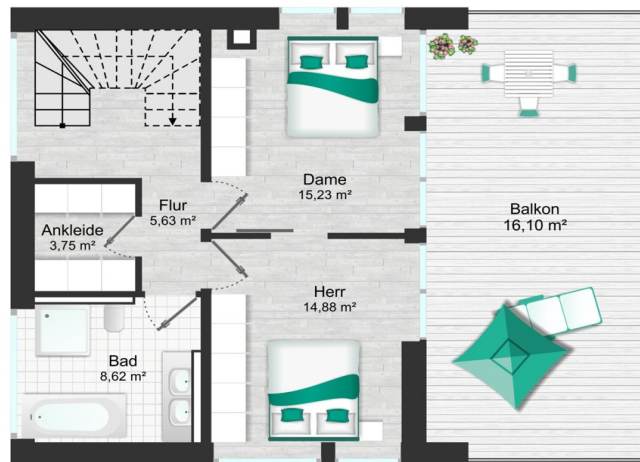 Dame
15,23 m²
Flur
5,63 m²
Ankleide
3,75 m²
Balkon
16,10 m²
Herr
14,88 m²
Bad
8,62 m²